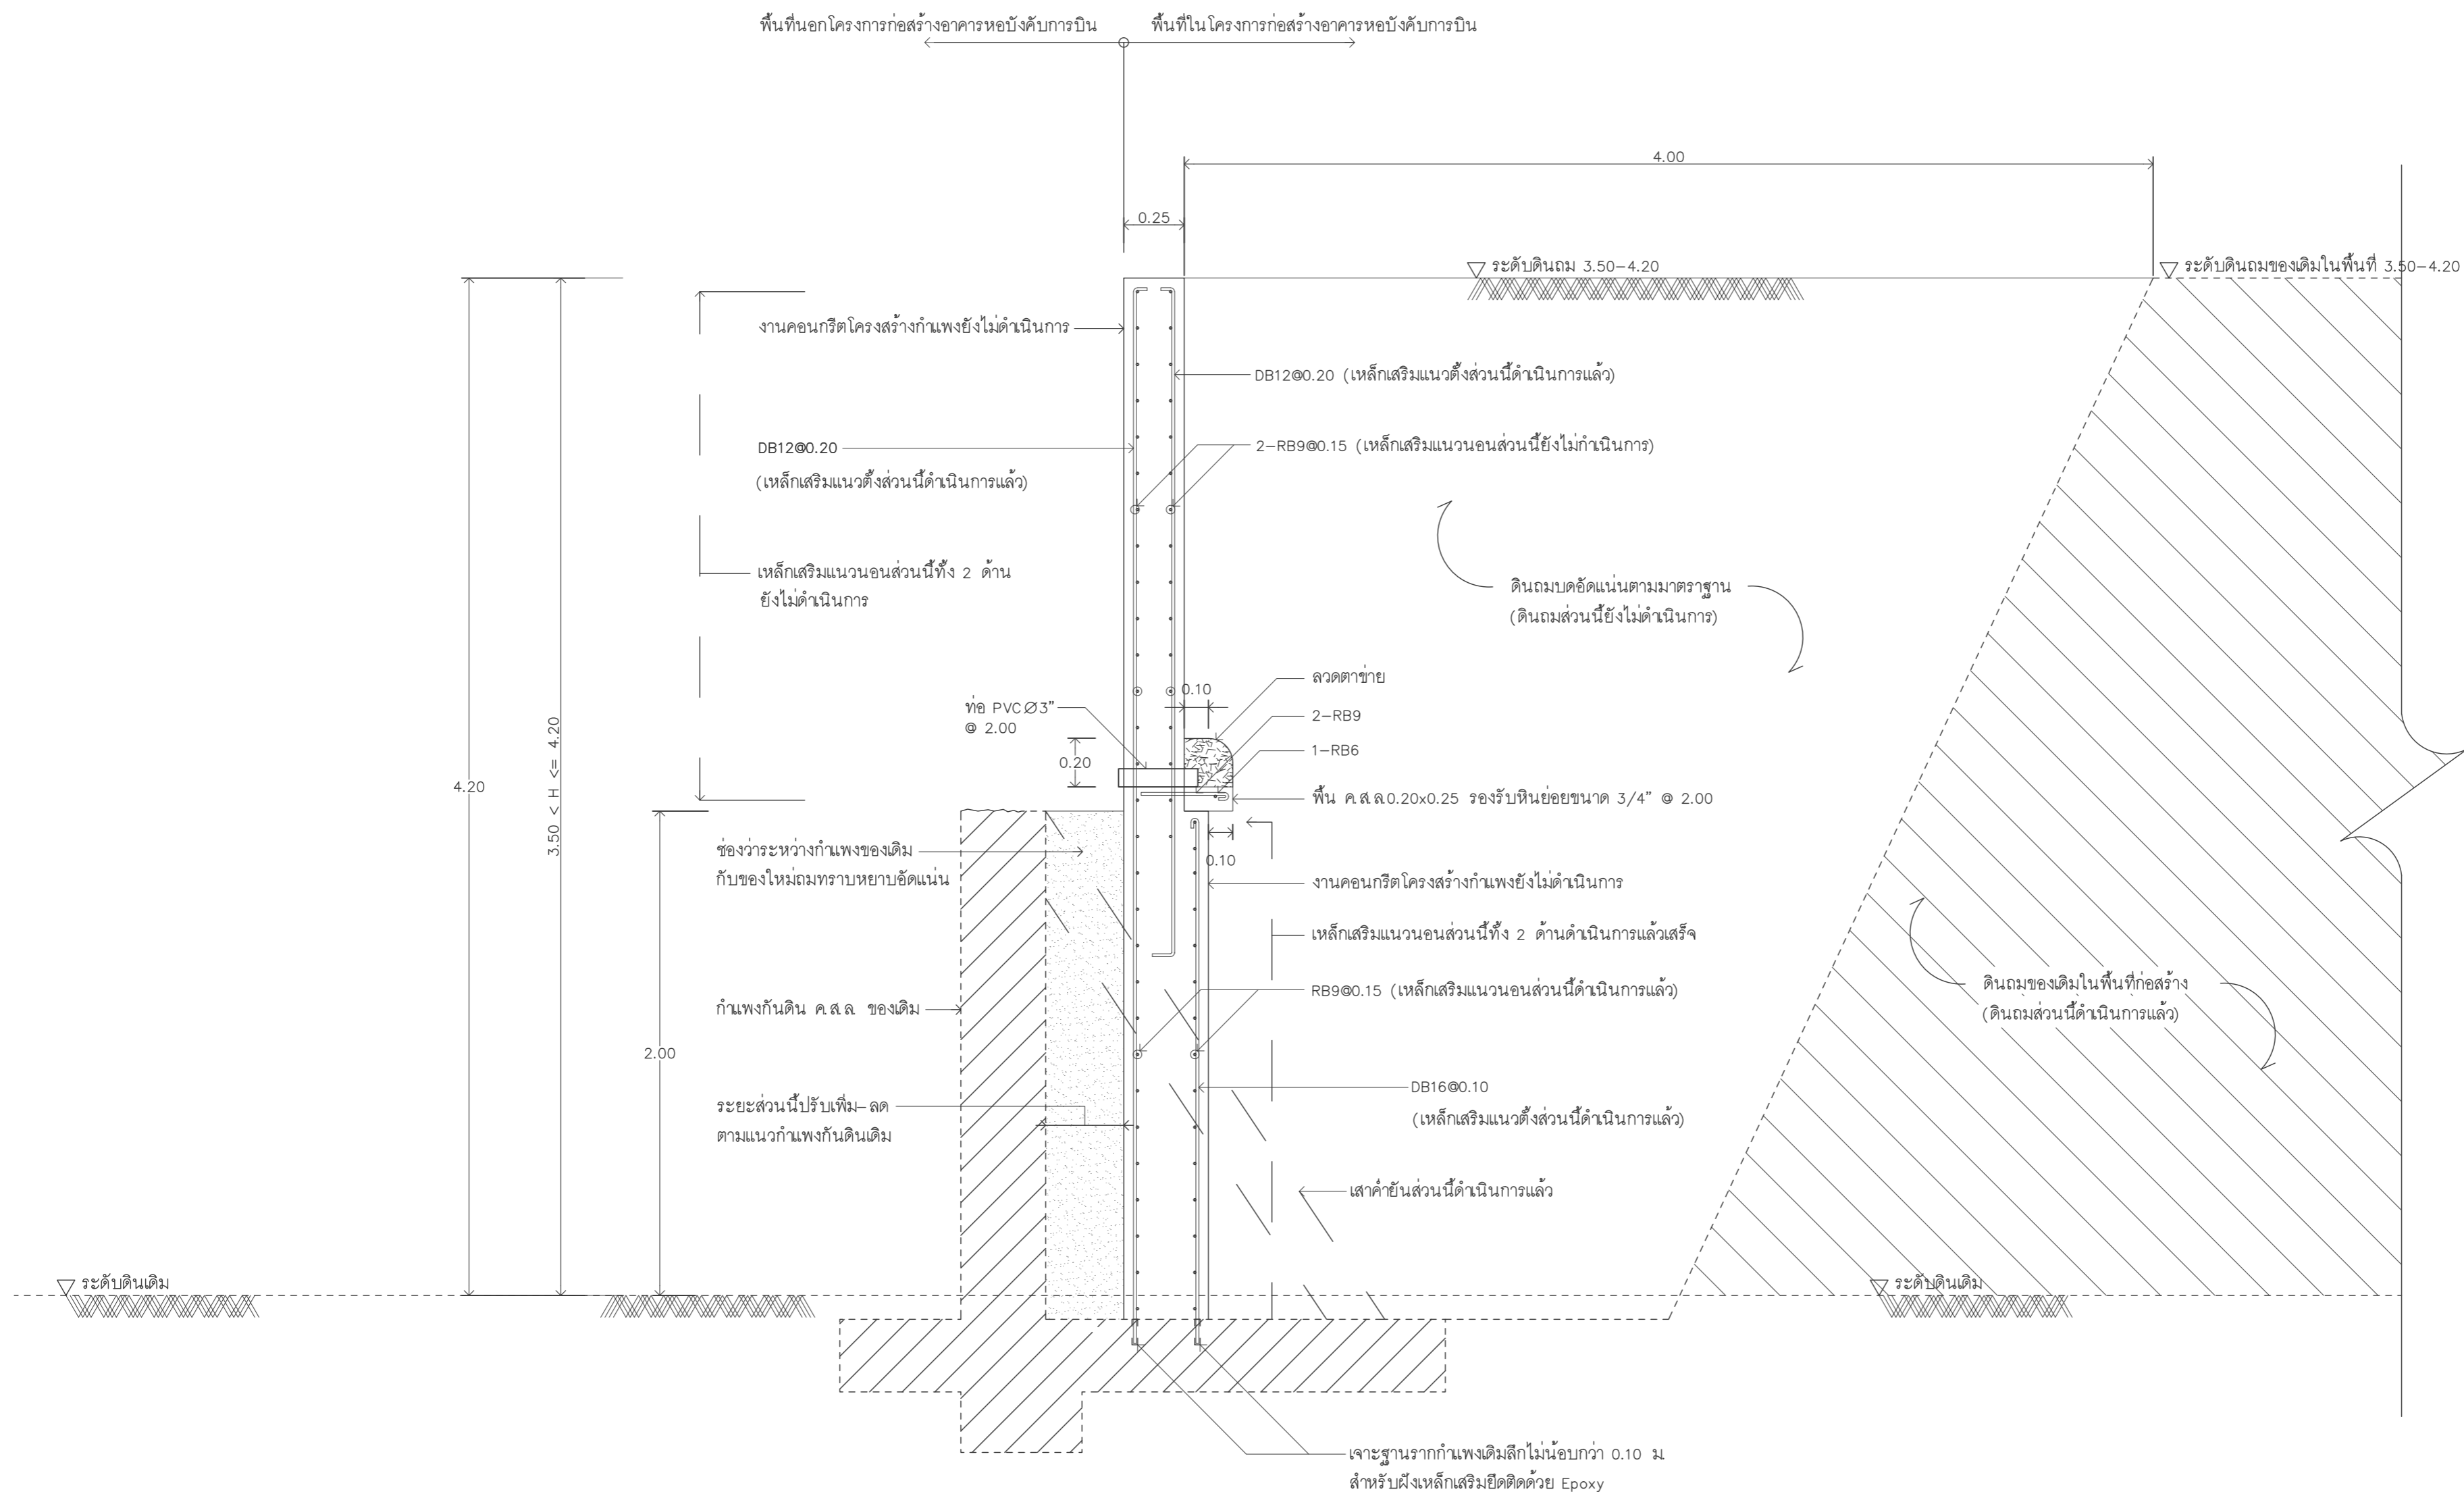 พื้นที่นอกโครงการก่อสร้างอาคารหอบังคับการบิน
พื้นที่ในโครงการก่อสร้างอาคารหอบังคับการบิน
4.00
0.25
ระดับดินถม 3.50-4.20
ระดับดินถมของเดิมในพื้นที่ 3.50-4.20
งานคอนกรีตโครงสร้างกำแพงยังไม่ดำเนินการ
DB12@0.20 (เหล็กเสริมแนวตั้งส่วนนี้ดำเนินการแล้ว)
DB12@0.20
(เหล็กเสริมแนวตั้งส่วนนี้ดำเนินการแล้ว)
2-RB9@0.15 (เหล็กเสริมแนวนอนส่วนนี้ยังไม่ดำเนินการ)
เหล็กเสริมแนวนอนส่วนนี้ทั้ง 2 ด้าน
ยังไม่ดำเนินการ
ดินถมบดอัดแน่นตามมาตราฐาน
(ดินถมส่วนนี้ยังไม่ดำเนินการ)
ลวดตาข่าย
0.10
2-RB9
ท่อ PVC Ø 3"
@ 2.00
1-RB6
0.20
4.20
3.50 < H <= 4.20
พื้น ค.ส.ล.0.20x0.25 รองรับหินย่อยขนาด 3/4" @ 2.00
ช่องว่าระหว่างกำแพงของเดิม
กับของใหม่ถมทราบหยาบอัดแน่น
0.10
งานคอนกรีตโครงสร้างกำแพงยังไม่ดำเนินการ
เหล็กเสริมแนวนอนส่วนนี้ทั้ง 2 ด้านดำเนินการแล้วเสร็จ
RB9@0.15 (เหล็กเสริมแนวนอนส่วนนี้ดำเนินการแล้ว)
กำแพงกันดิน ค.ส.ล. ของเดิม
ดินถมของเดิมในพื้นที่ก่อสร้าง
(ดินถมส่วนนี้ดำเนินการแล้ว)
2.00
DB16@0.10
(เหล็กเสริมแนวตั้งส่วนนี้ดำเนินการแล้ว)
ระยะส่วนนี้ปรับเพิ่ม-ลด
ตามแนวกำแพงกันดินเดิม
เสาค่ำยันส่วนนี้ดำเนินการแล้ว
ระดับดินเดิม
ระดับดินเดิม
เจาะฐานรากกำแพงเดิมลึกไม่น้อบกว่า 0.10 ม.
สำหรับฝังเหล็กเสริมยึดติดด้วย Epoxy